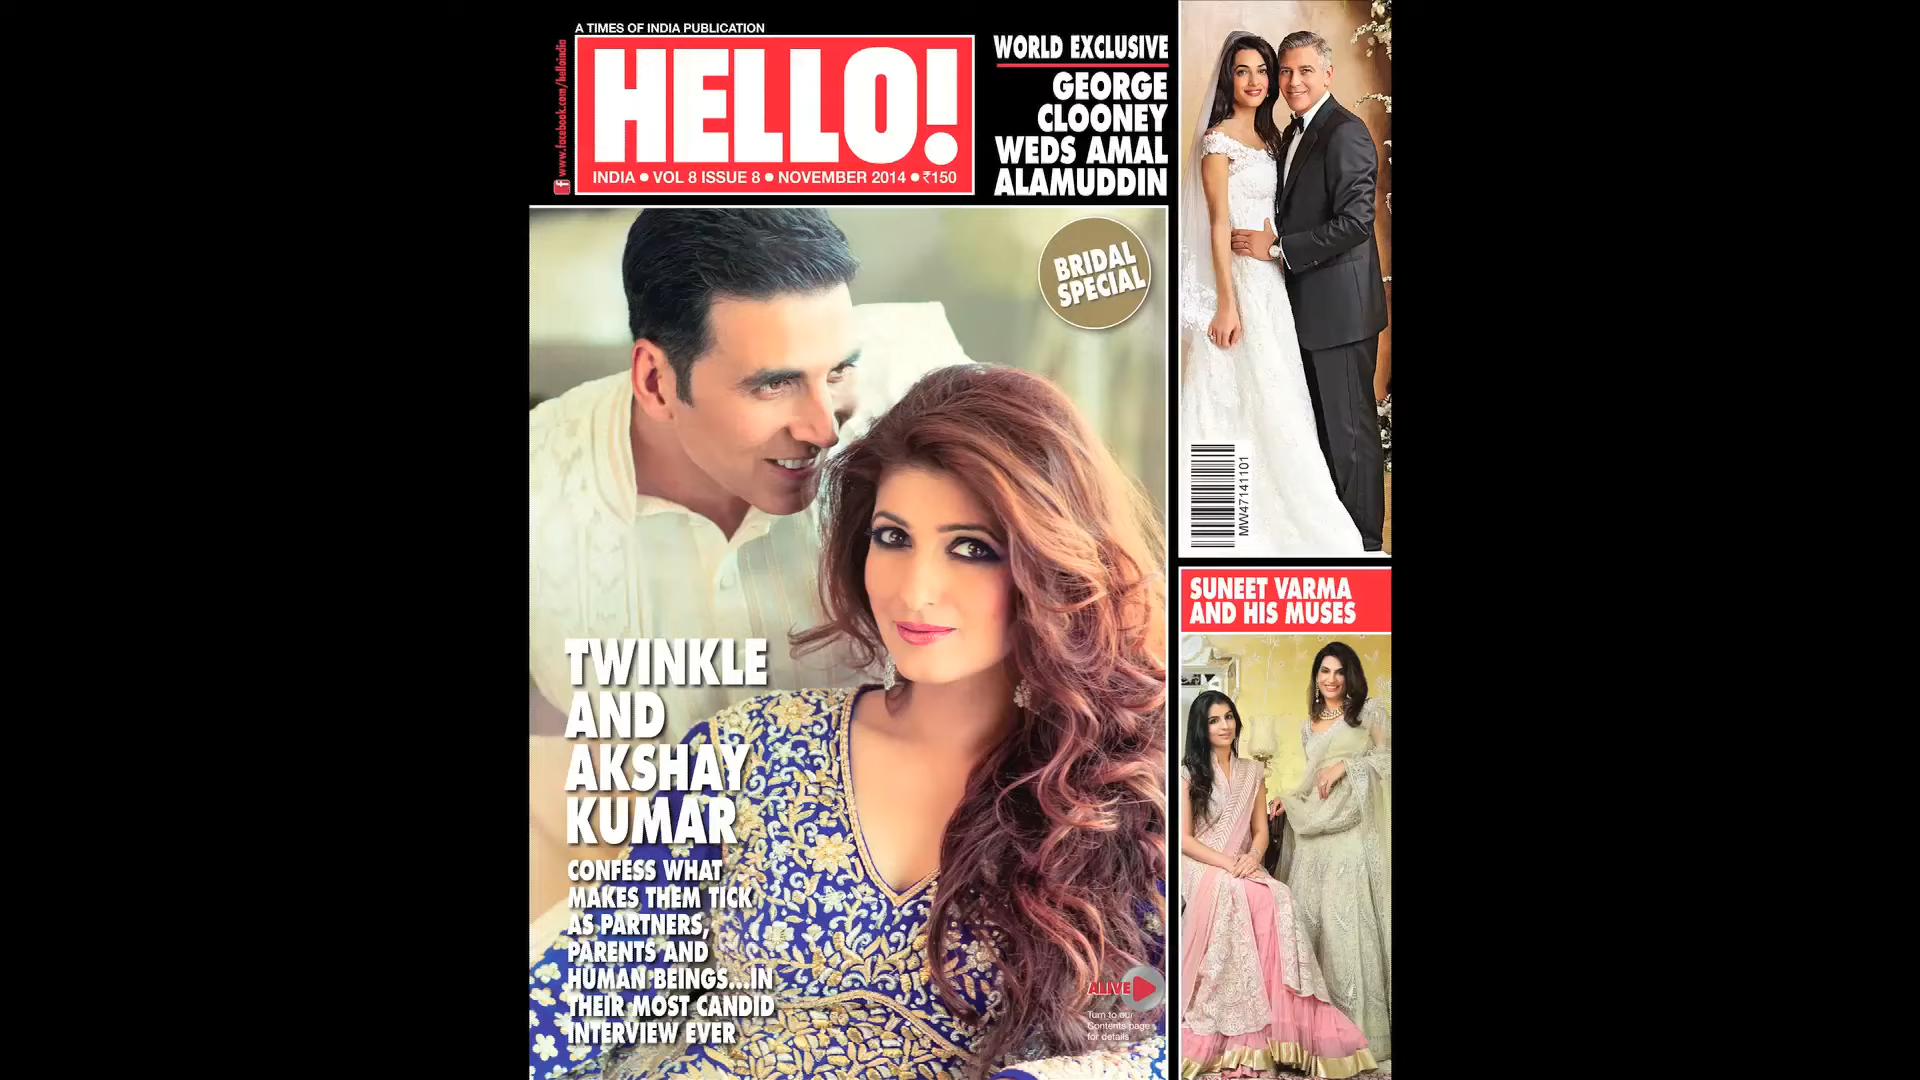 A TIMES OF INDIA PUBLICATION
www.facebook.com/helloindia
HELLO!
INDIA • VOL 8 ISSUE 8 • NOVEMBER 2014 • ₹150
WORLD EXCLUSIVE
GEORGE
CLOONEY
WEDS AMAL
ALAMUDDIN
BRIDAL
SPECIAL
MW47141101
SUNEET VARMA
AND HIS MUSES
TWINKLE
AND
AKSHAY
KUMAR
CONFESS WHAT
MAKES THEM TICK
AS PARTNERS,
PARENTS AND
HUMAN BEINGS...IN
THEIR MOST CANDID
INTERVIEW EVER
ALIVE
Turn to our
Contents page
for details